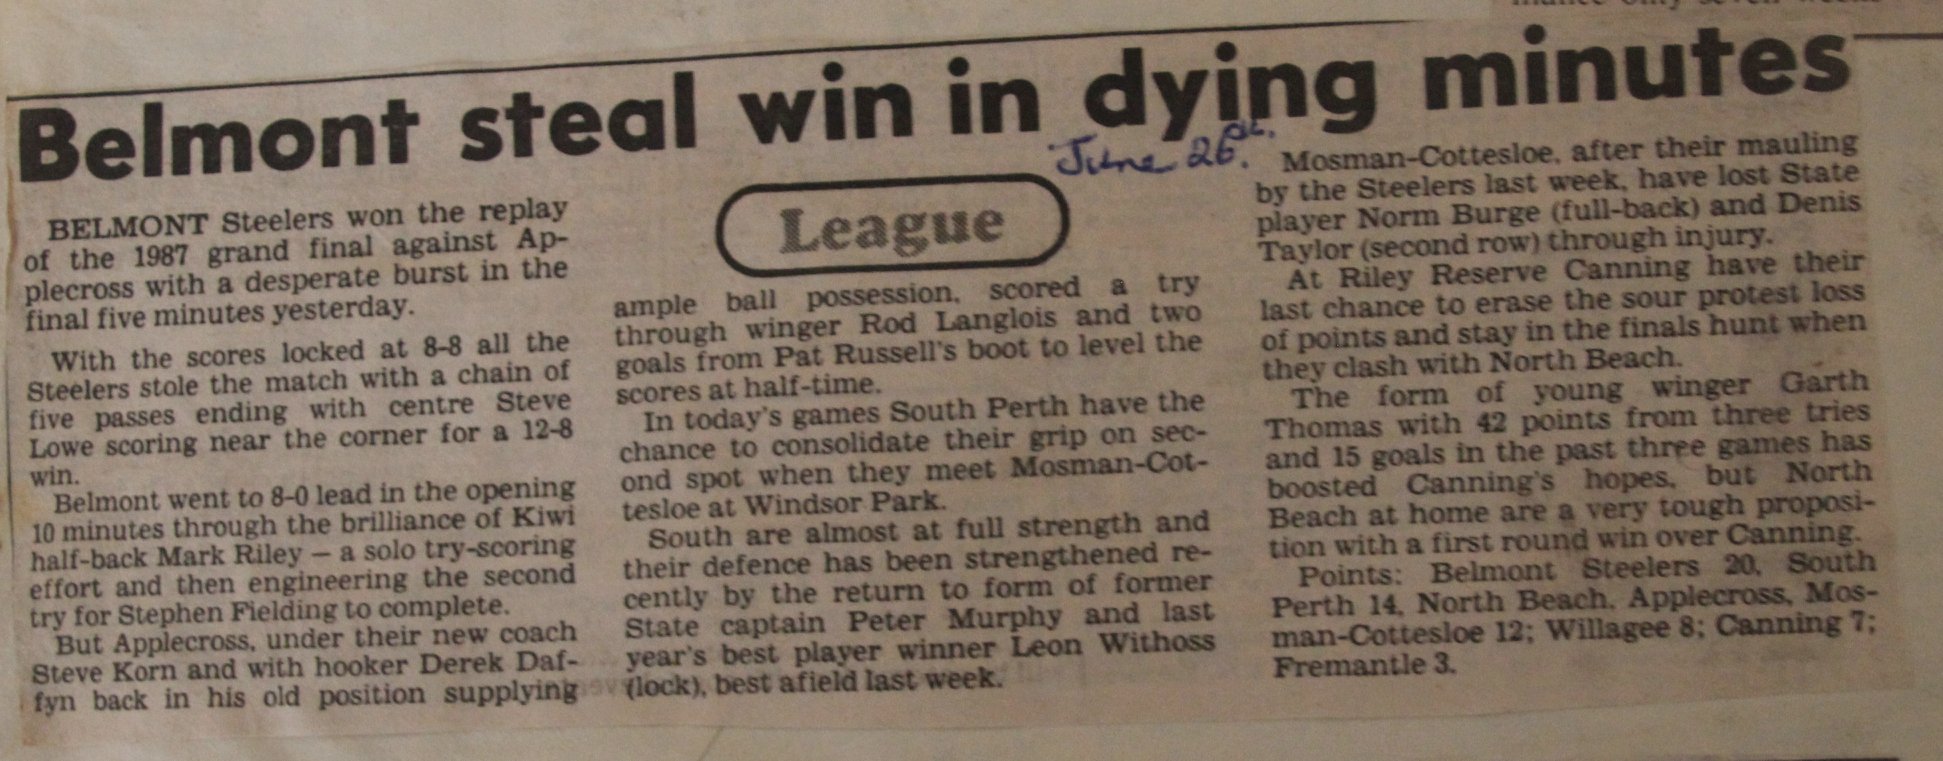 Belmont steal win in dying minutes
June 26
BELMONT Steelers won the replay
of the 1987 grand final against Ap-
plecross with a desperate burst in the
final five minutes yesterday.
With the scores locked at 8-8 all the
Steelers stole the match with a chain of
five passes ending with centre Steve
Lowe scoring near the corner for a 12-8
win.
Belmont went to 8-0 lead in the opening
10 minutes through the brilliance of Kiwi
half-back Mark Riley — a solo try-scoring
effort and then engineering the second
try for Stephen Fielding to complete.
But Applecross, under their new coach
Steve Korn and with hooker Derek Daf-
fyn back in his old position supplying
League
ample ball possession, scored a try
through winger Rod Langlois and two
goals from Pat Russell's boot to level the
scores at half-time.
In today's games South Perth have the
chance to consolidate their grip on sec-
ond spot when they meet Mosman-Cot-
tesloe at Windsor Park.
South are almost at full strength and
their defence has been strengthened re-
cently by the return to form of former
State captain Peter Murphy and last
year's best player winner Leon Withoss
(lock), best afield last week.
Mosman-Cottesloe, after their mauling
by the Steelers last week, have lost State
player Norm Burge (full-back) and Denis
Taylor (second row) through injury.
At Riley Reserve Canning have their
last chance to erase the sour protest loss
of points and stay in the finals hunt when
they clash with North Beach.
The form of young winger Garth
Thomas with 42 points from three tries
and 15 goals in the past three games has
boosted Canning's hopes, but North
Beach at home are a very tough proposi-
tion with a first round win over Canning.
Points: Belmont Steelers 20, South
Perth 14, North Beach, Applecross, Mos-
man-Cottesloe 12; Willagee 8; Canning 7;
Fremantle 3.